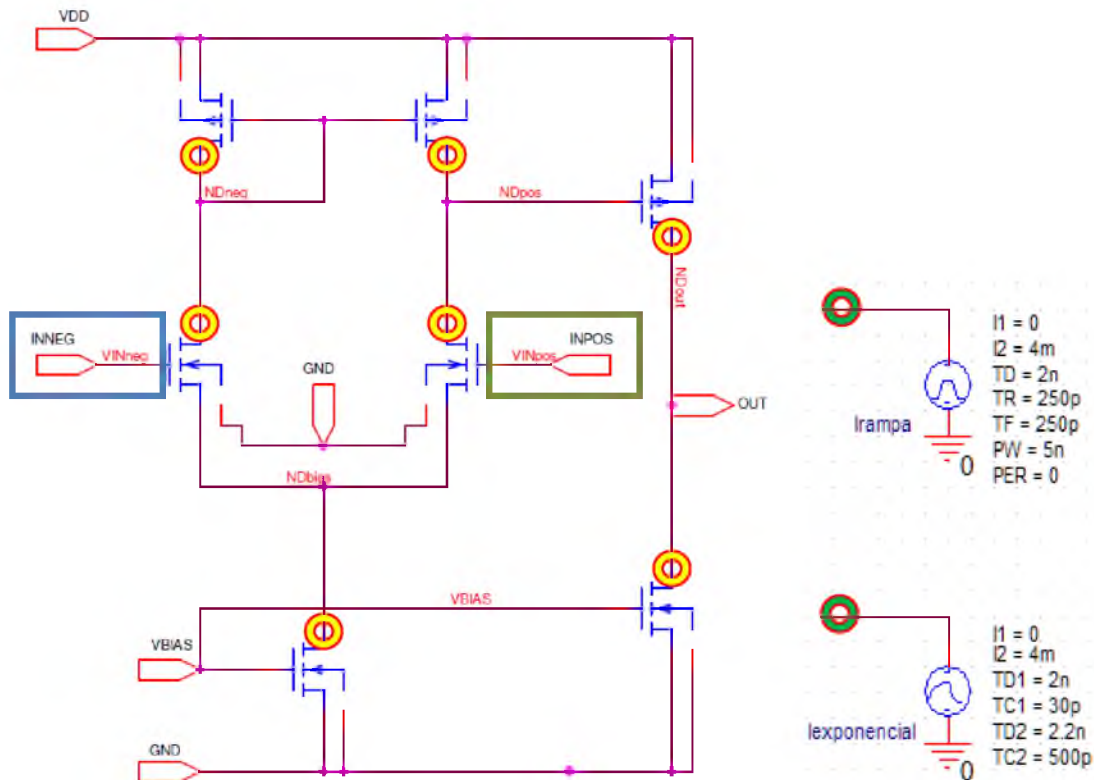 VDD
NDneg
NDpos
NDout
INNEG
VINneg
GND
VINpos
INPOS
OUT
NDbias
VBIAS
VBIAS
GND
Irampa
0
I1 = 0
I2 = 4m
TD = 2n
TR = 250p
TF = 250p
PW = 5n
PER = 0
Iexponencial
0
I1 = 0
I2 = 4m
TD1 = 2n
TC1 = 30p
TD2 = 2.2n
TC2 = 500p